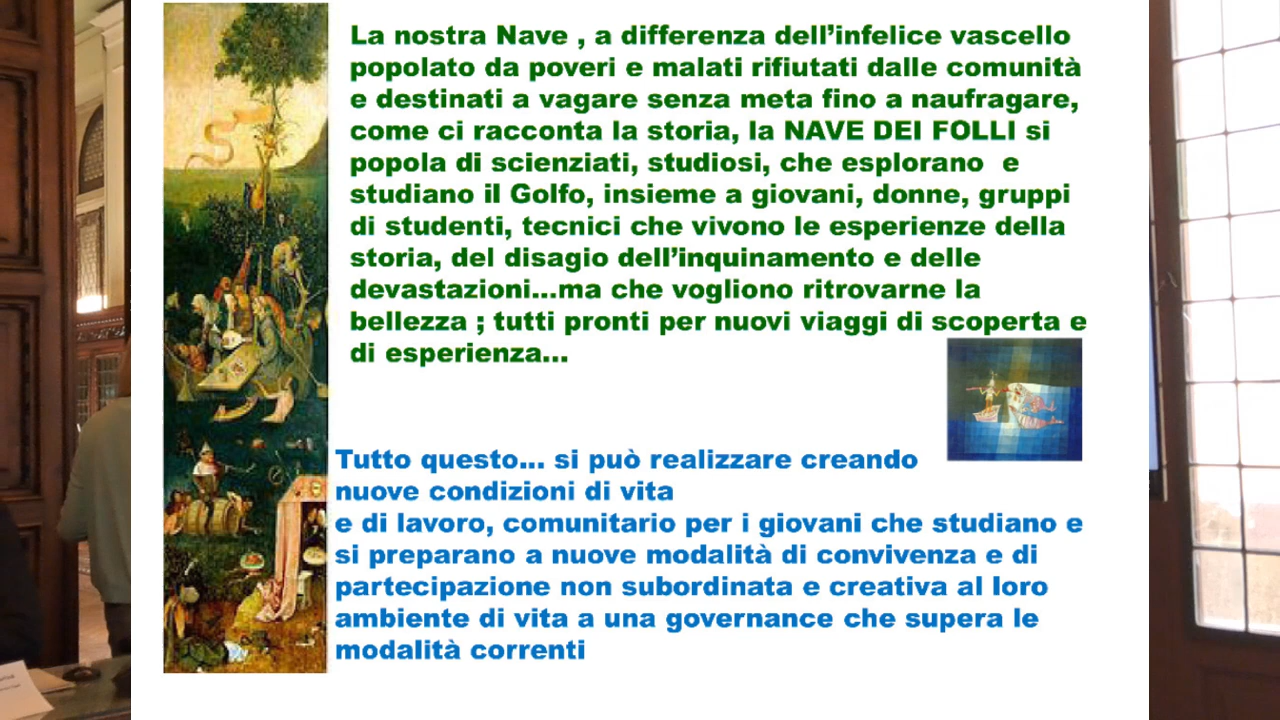 La nostra Nave , a differenza dell'infelice vascello
popolato da poveri e malati rifiutati dalle comunità
e destinati a vagare senza meta fino a naufragare,
come ci racconta la storia, la NAVE DEI FOLLI si
popola di scienziati, studiosi, che esplorano  e
studiano il Golfo, insieme a giovani, donne, gruppi
di studenti, tecnici che vivono le esperienze della
storia, del disagio dell'inquinamento e delle
devastazioni...ma che vogliono ritrovarne la
bellezza ; tutti pronti per nuovi viaggi di scoperta e
di esperienza...
Tutto questo... si può realizzare creando
nuove condizioni di vita
e di lavoro, comunitario per i giovani che studiano e
si preparano a nuove modalità di convivenza e di
partecipazione non subordinata e creativa al loro
ambiente di vita a una governance che supera le
modalità correnti